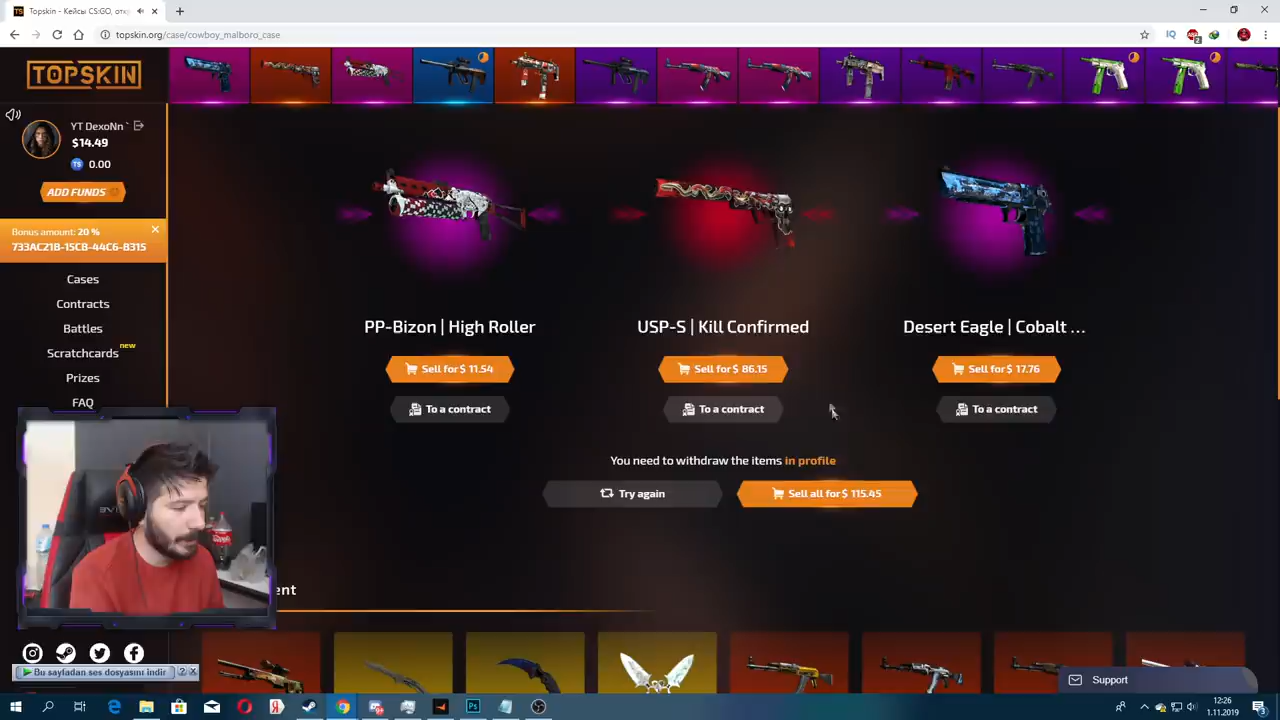 Topskin - Кейсы CS:GO, отк
topskin.org/case/cowboy_malboro_case
TOPSKIN
YT DexoNn `
$14.49
TS 0.00
ADD FUNDS
Bonus amount: 20 %
733AC21B-15CB-44C6-B315
Cases
Contracts
Battles
Scratchcards new
Prizes
FAQ
PP-Bizon | High Roller
USP-S | Kill Confirmed
Desert Eagle | Cobalt ...
Sell for $ 11.54
Sell for $ 86.15
Sell for $ 17.76
To a contract
To a contract
To a contract
You need to withdraw the items in profile
Try again
Sell all for $ 115.45
ent
Bu sayfadan ses dosyasını indir
Support
12:26
1.11.2019